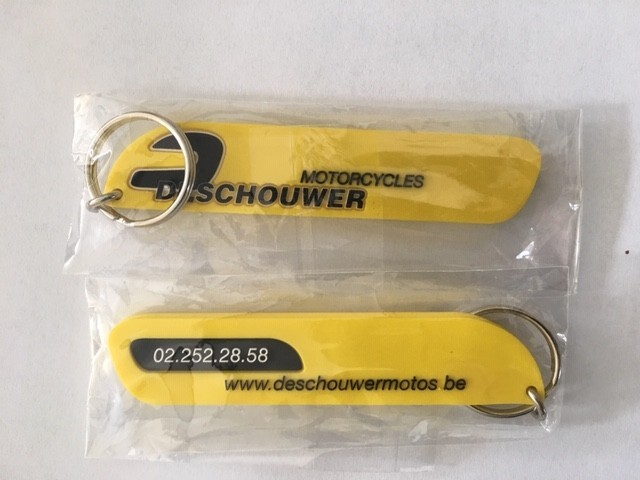 MOTORCYCLES
DESCHOUWER
02.252.28.58
www.deschouwermotos.be